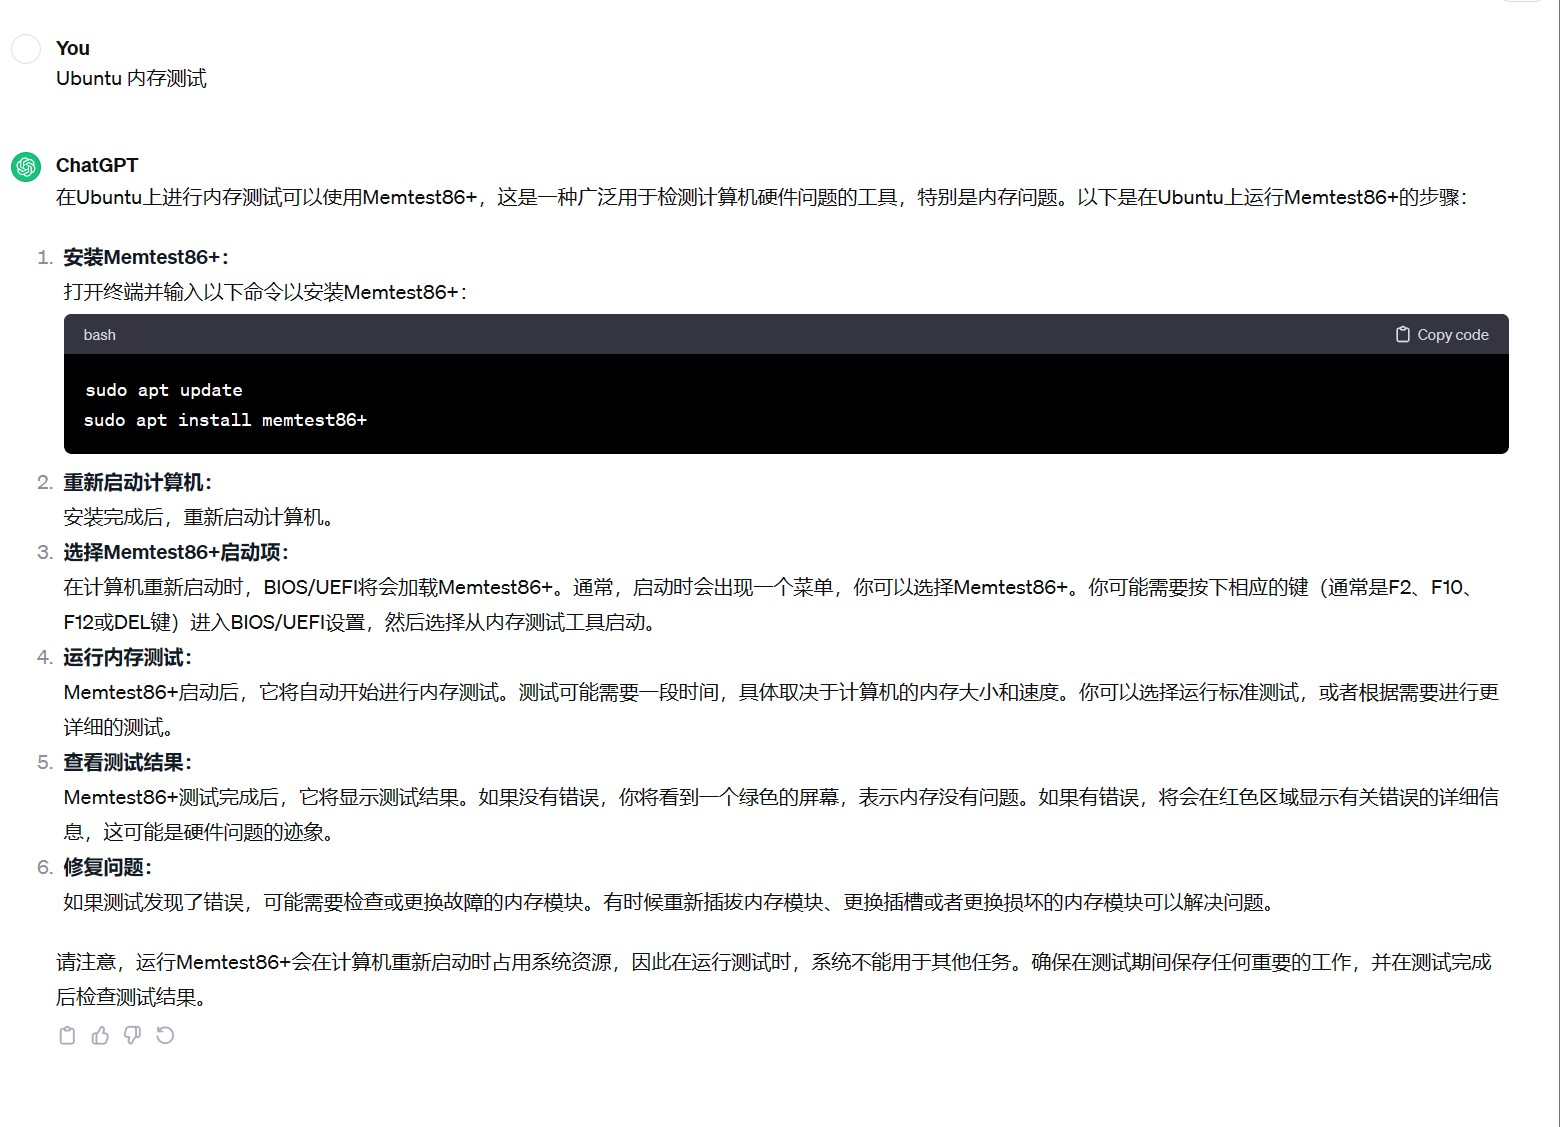 You
Ubuntu 内存测试
ChatGPT
在Ubuntu上进行内存测试可以使用Memtest86+，这是一种广泛用于检测计算机硬件问题的工具，特别是内存问题。以下是在Ubuntu上运行Memtest86+的步骤：
1. 安装Memtest86+：
打开终端并输入以下命令以安装Memtest86+：
bash Copy code
sudo apt update
sudo apt install memtest86+
2. 重新启动计算机：
安装完成后，重新启动计算机。
3. 选择Memtest86+启动项：
在计算机重新启动时，BIOS/UEFI将会加载Memtest86+。通常，启动时会出现一个菜单，你可以选择Memtest86+。你可能需要按下相应的键（通常是F2、F10、
F12或DEL键）进入BIOS/UEFI设置，然后选择从内存测试工具启动。
4. 运行内存测试：
Memtest86+启动后，它将自动开始进行内存测试。测试可能需要一段时间，具体取决于计算机的内存大小和速度。你可以选择运行标准测试，或者根据需要进行更
详细的测试。
5. 查看测试结果：
Memtest86+测试完成后，它将显示测试结果。如果没有错误，你将看到一个绿色的屏幕，表示内存没有问题。如果有错误，将会在红色区域显示有关错误的详细信
息，这可能是硬件问题的迹象。
6. 修复问题：
如果测试发现了错误，可能需要检查或更换故障的内存模块。有时候重新插拔内存模块、更换插槽或者更换损坏的内存模块可以解决问题。
请注意，运行Memtest86+会在计算机重新启动时占用系统资源，因此在运行测试时，系统不能用于其他任务。确保在测试期间保存任何重要的工作，并在测试完成
后检查测试结果。